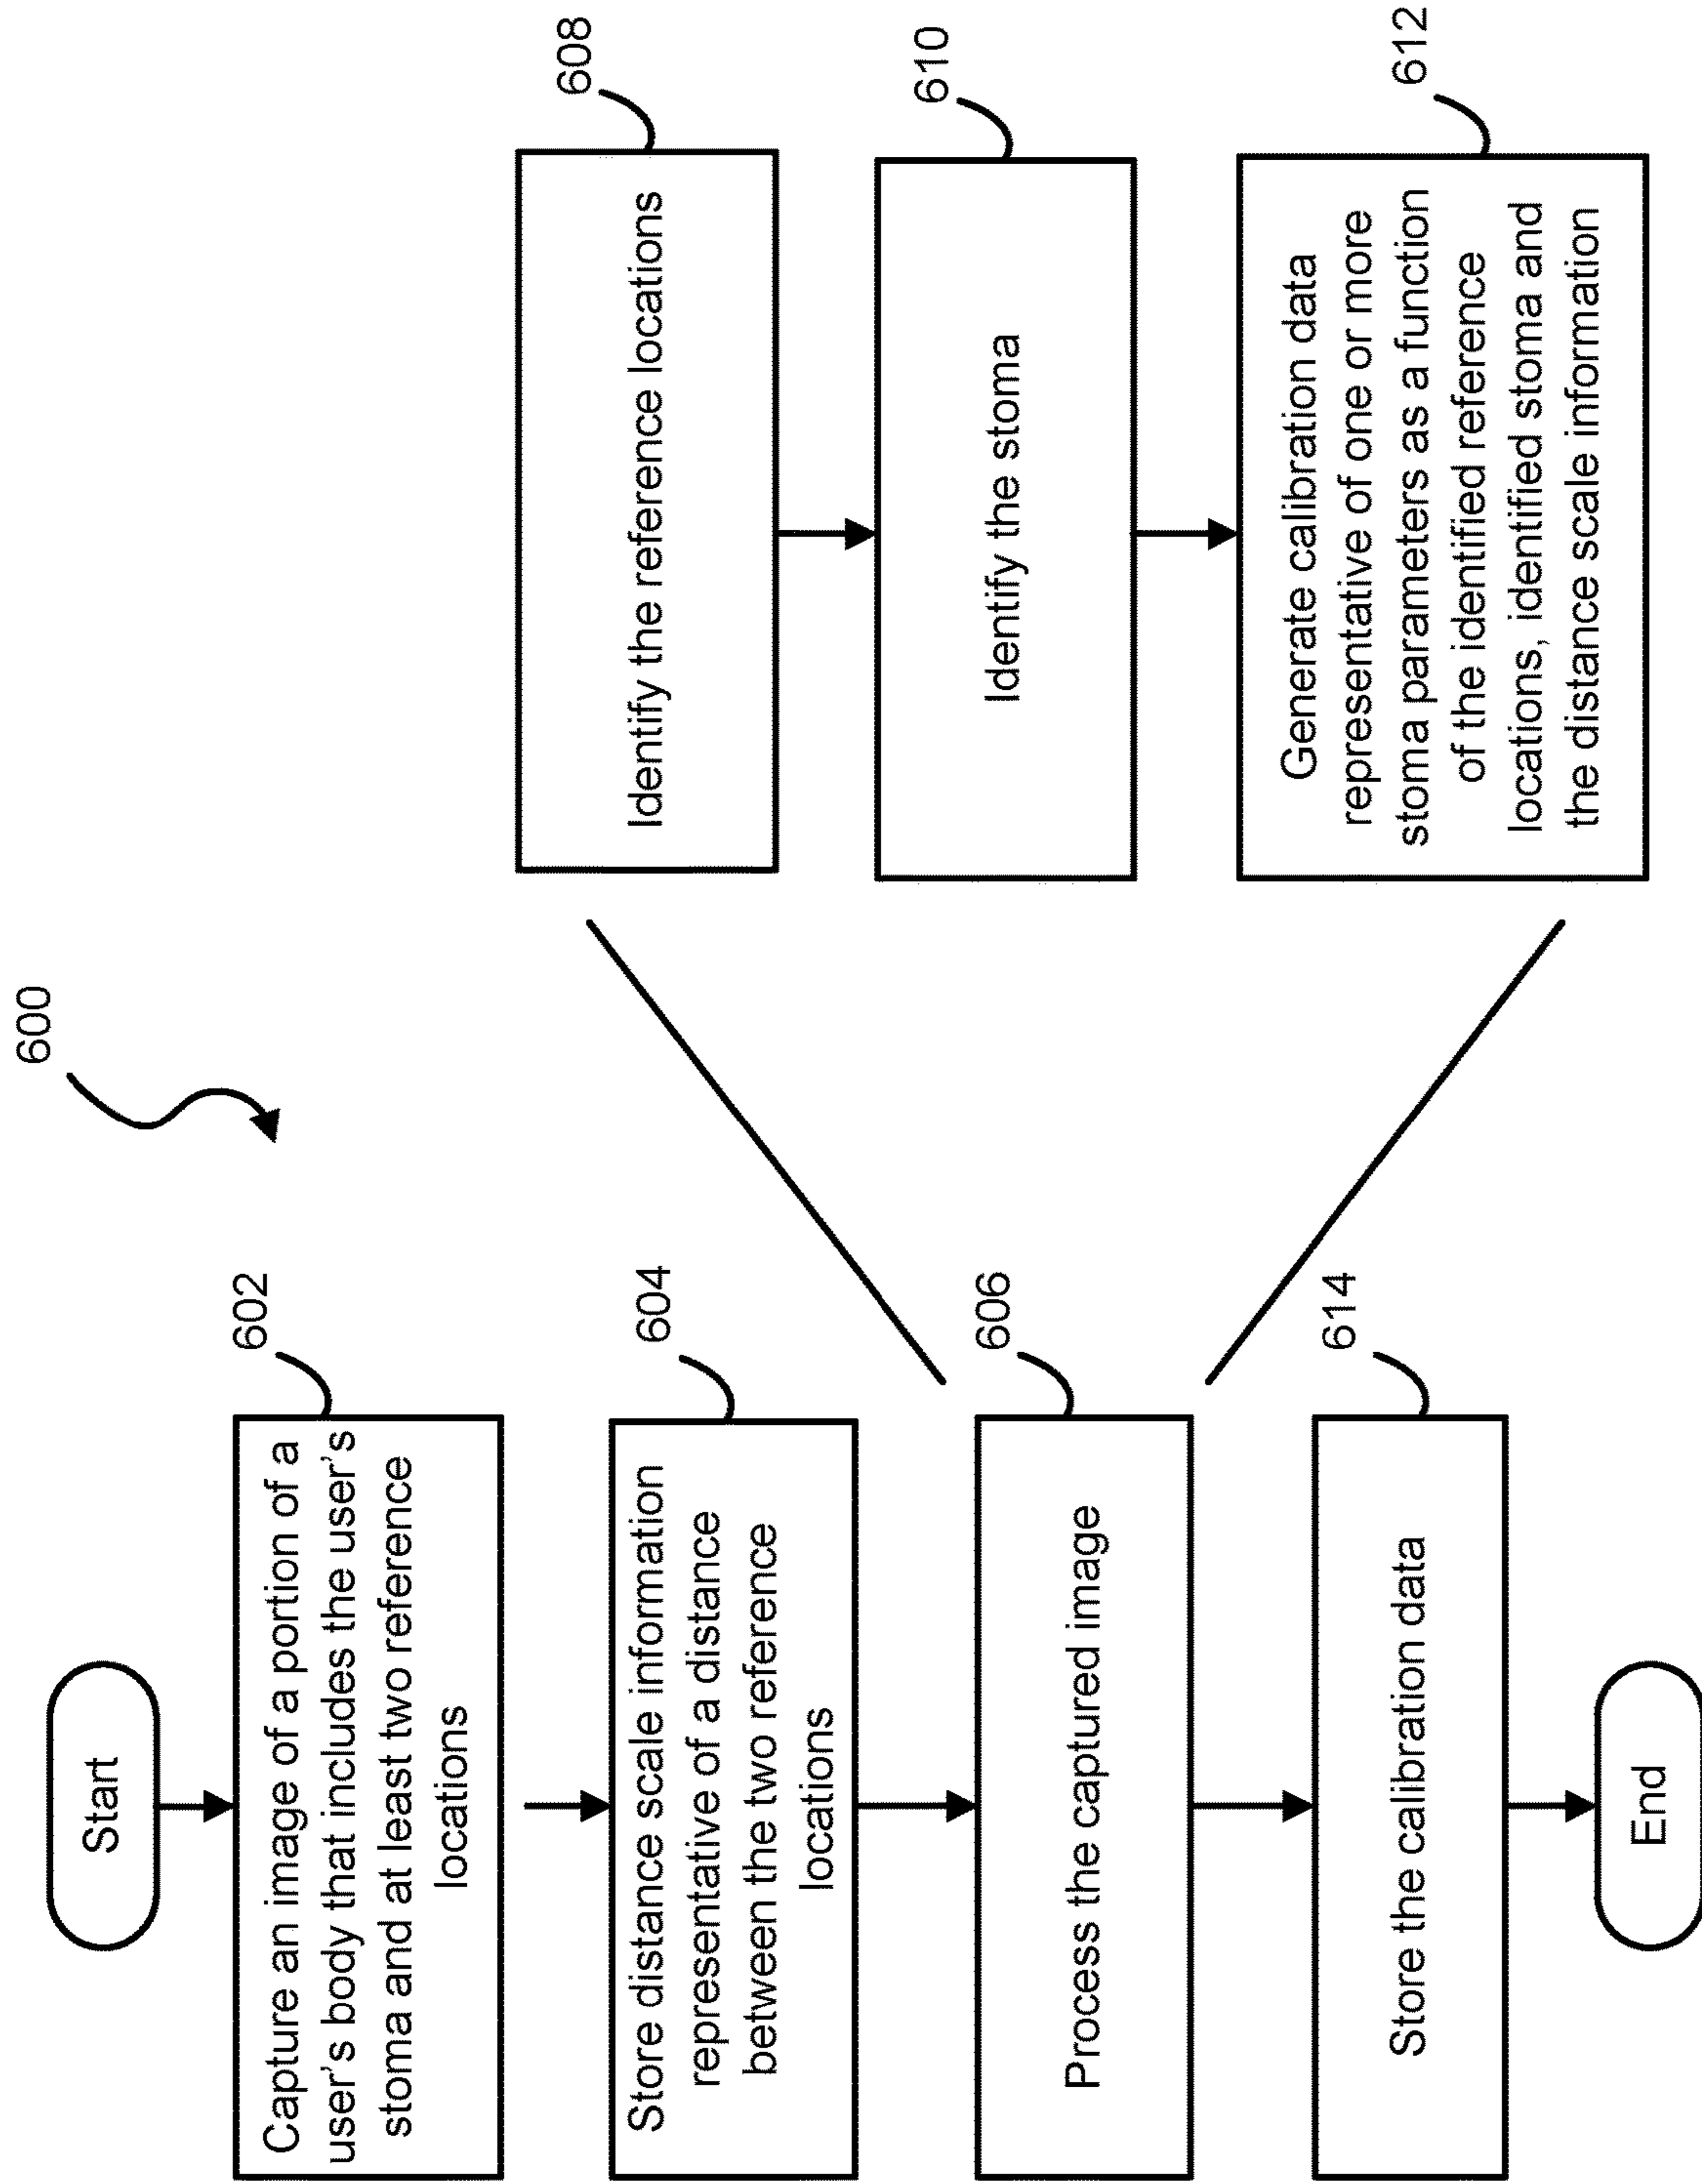 600
Start
602
Capture an image of a portion of a
user's body that includes the user's
stoma and at least two reference
locations
604
Store distance scale information
representative of a distance
between the two reference
locations
606
Process the captured image
614
Store the calibration data
End
608
Identify the reference locations
610
Identify the stoma
612
Generate calibration data
representative of one or more
stoma parameters as a function
of the identified reference
locations, identified stoma and
the distance scale information